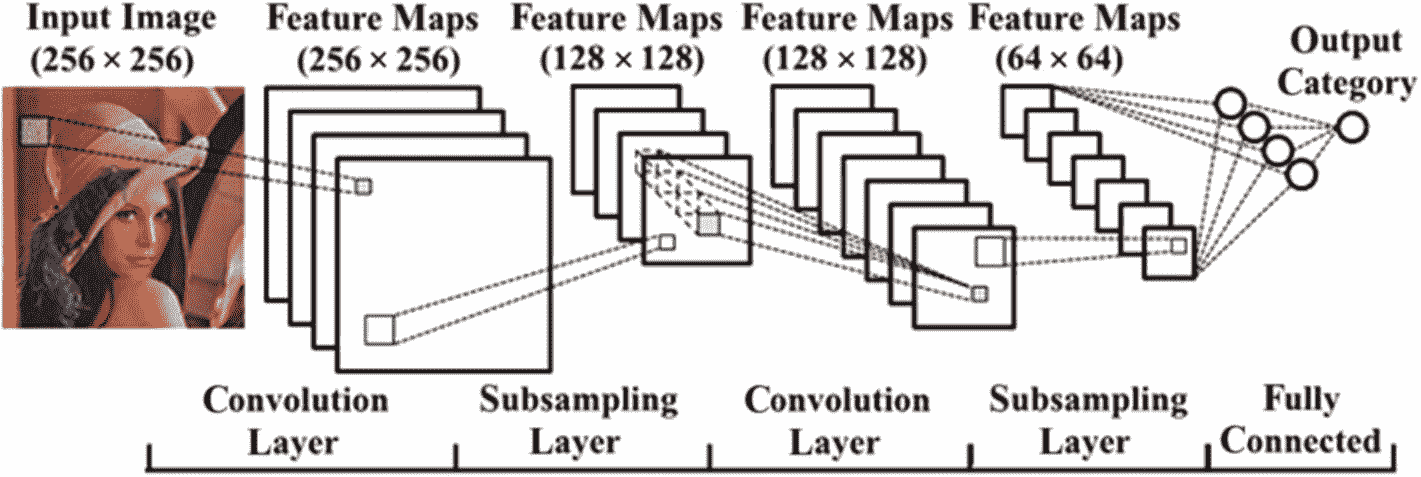 Input Image
(256 × 256)
Feature Maps
(256 × 256)
Feature Maps
(128 × 128)
Feature Maps
(128 × 128)
Feature Maps
(64 × 64)
Output
Category
Convolution
Layer
Subsampling
Layer
Convolution
Layer
Subsampling
Layer
Fully
Connected